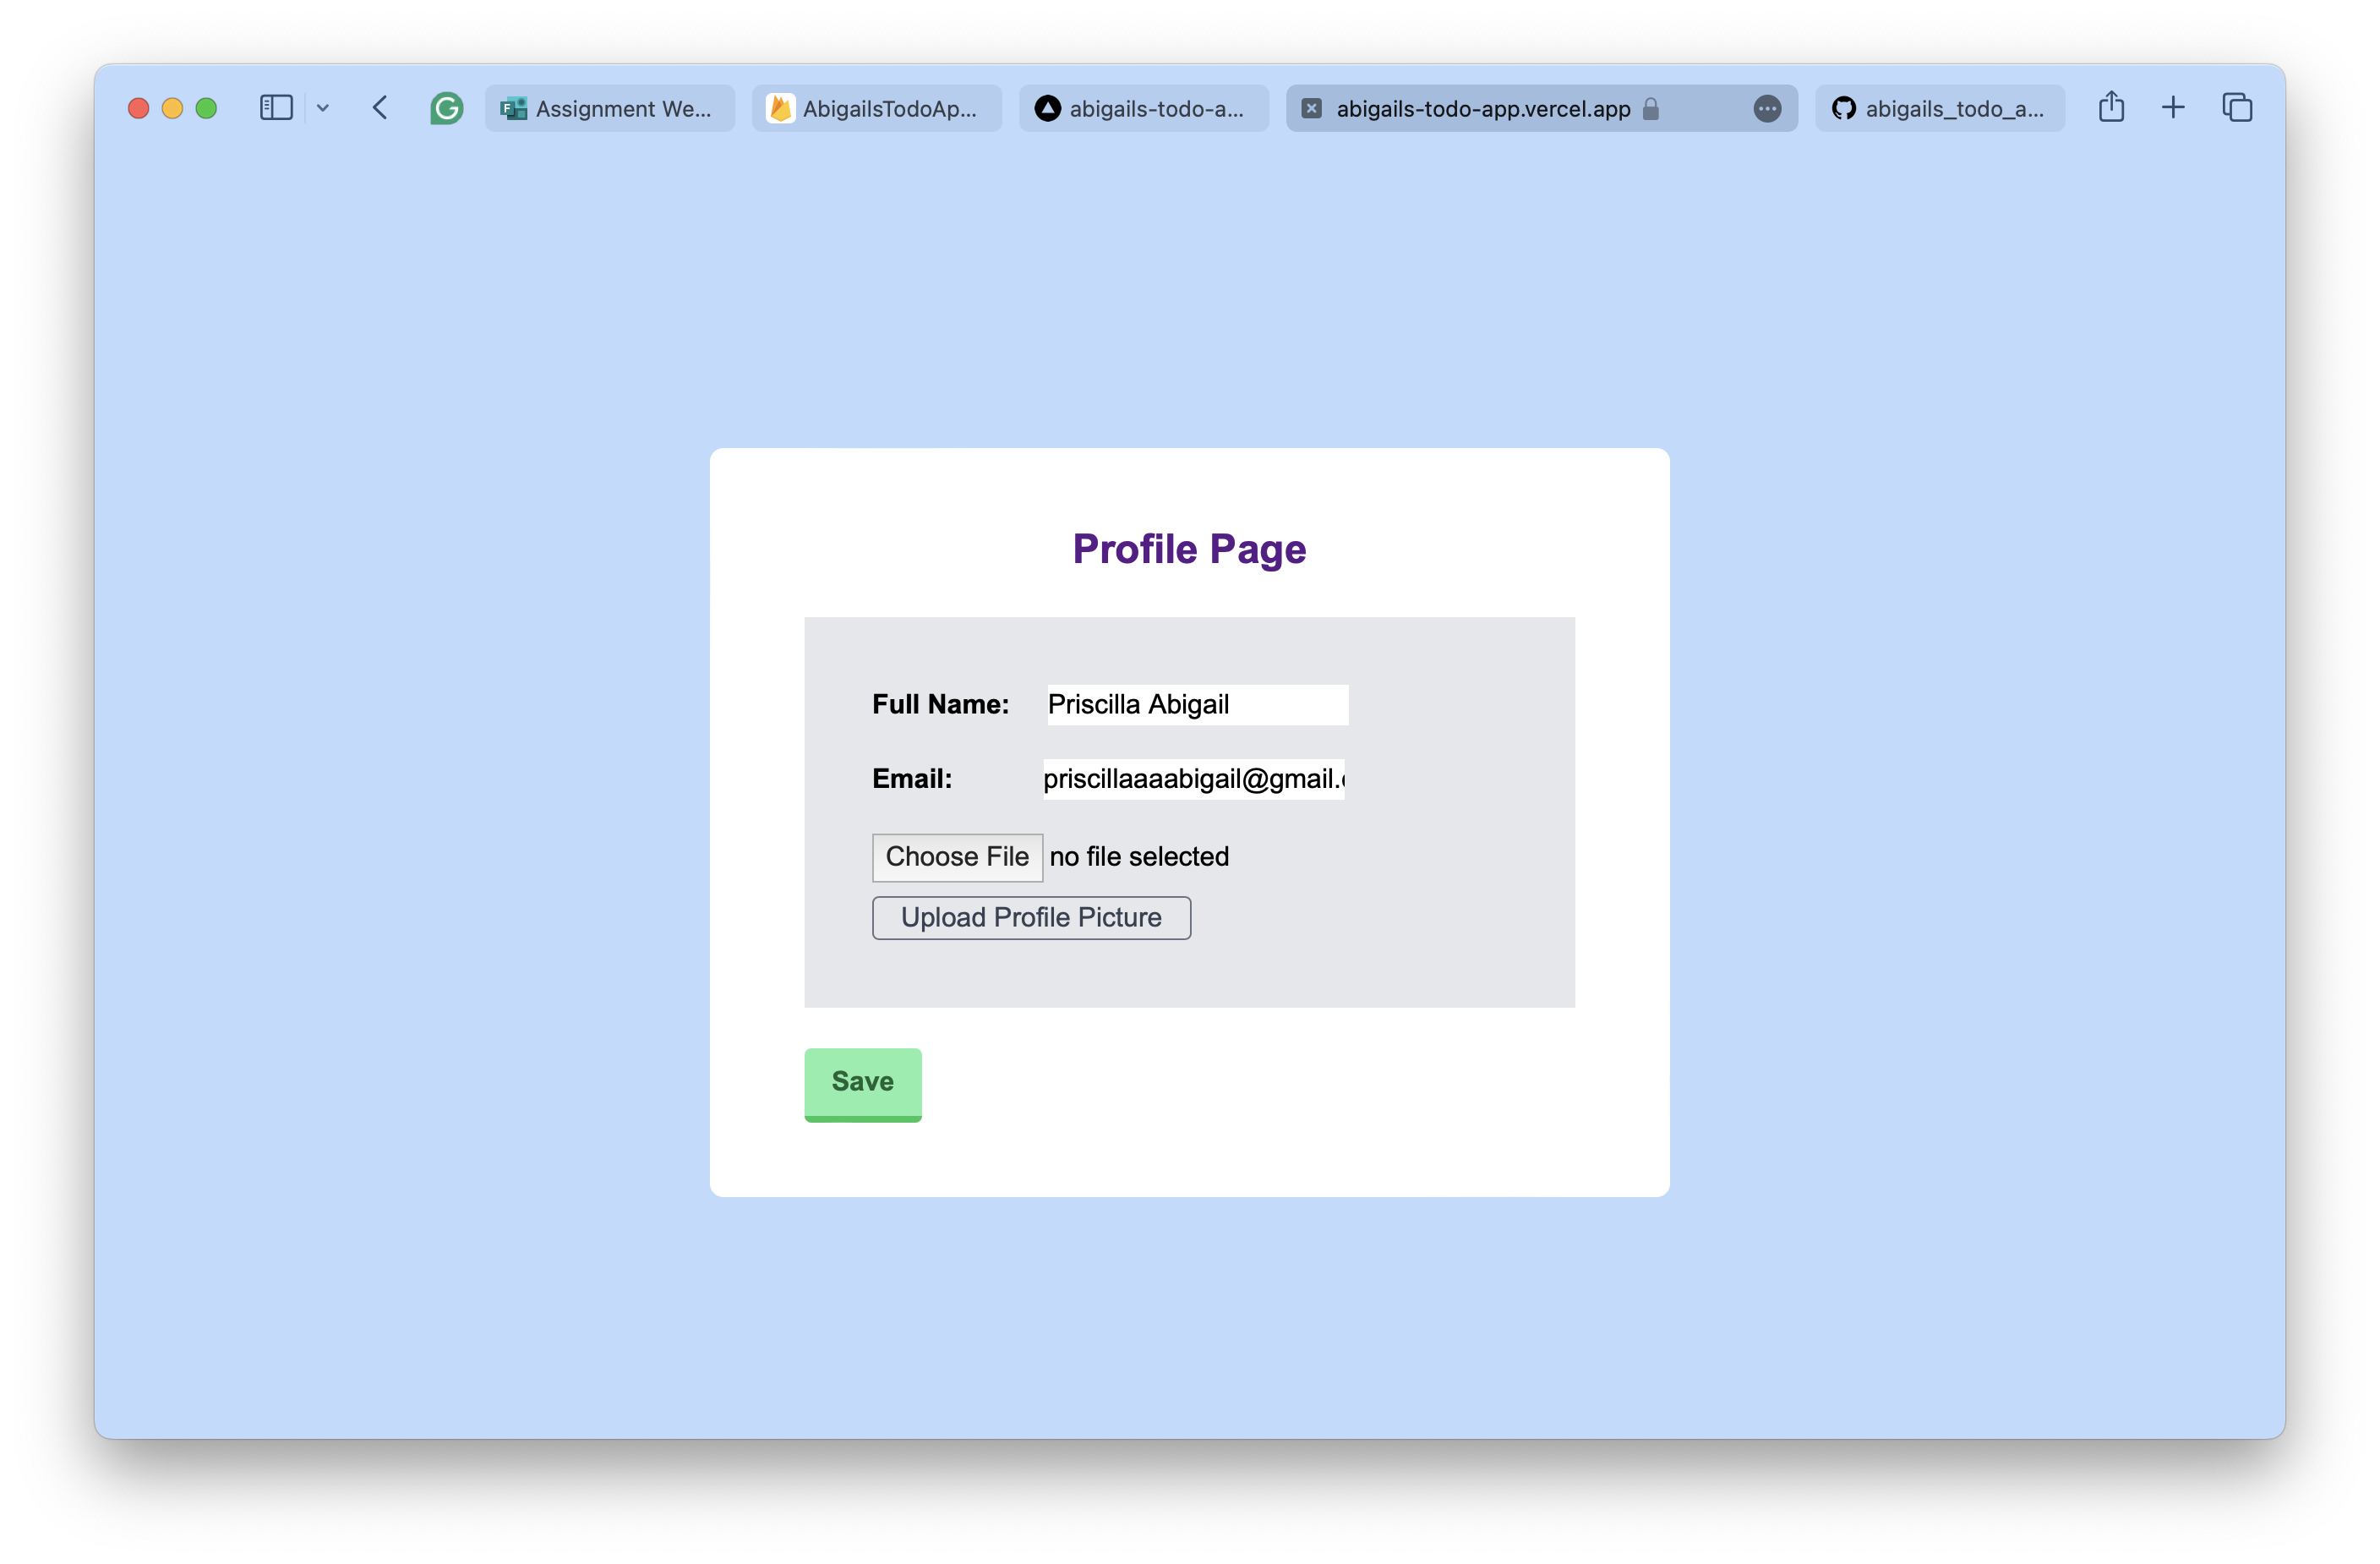 Assignment We...
AbigailsTodoAp...
abigails-todo-a...
abigails-todo-app.vercel.app
abigails_todo_a...
Profile Page
Full Name: Priscilla Abigail
Email: priscillaaaabigail@gmail.
Choose File no file selected
Upload Profile Picture
Save